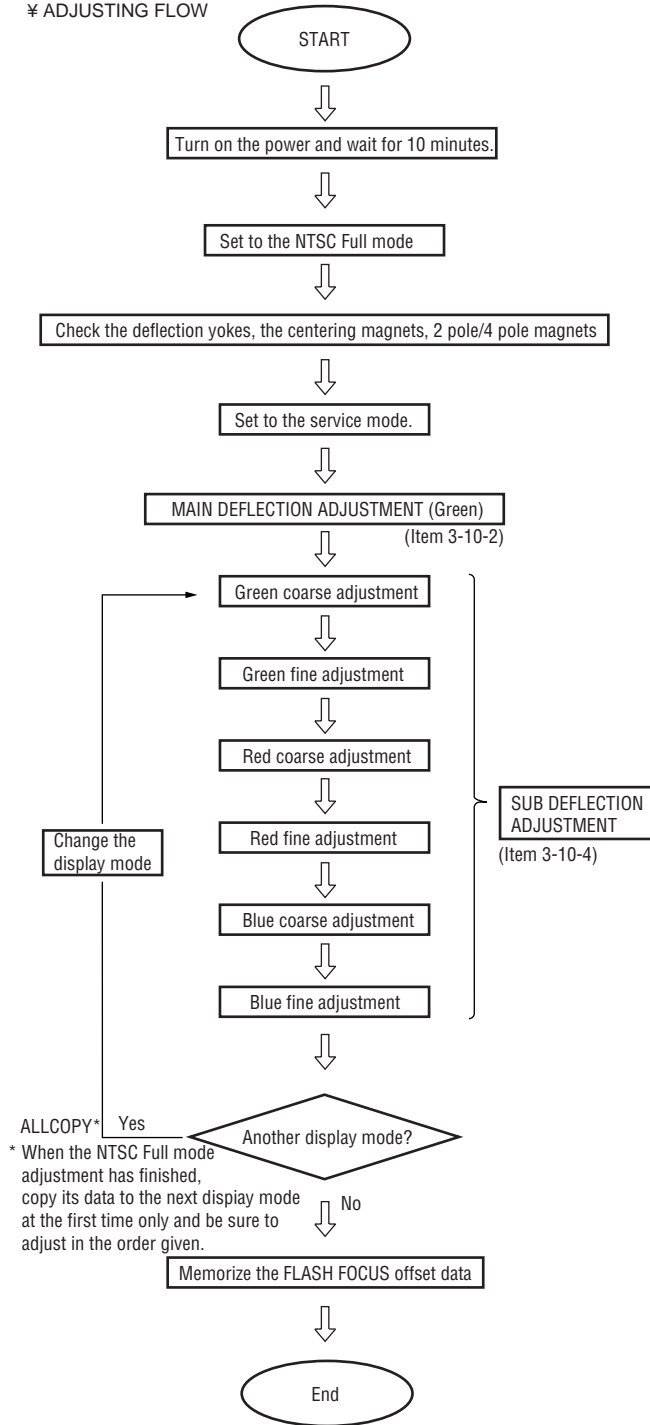 ¥ ADJUSTING FLOW
START
Turn on the power and wait for 10 minutes.
Set to the NTSC Full mode
Check the deflection yokes, the centering magnets, 2 pole/4 pole magnets
Set to the service mode.
MAIN DEFLECTION ADJUSTMENT (Green)
(Item 3-10-2)
Green coarse adjustment
Green fine adjustment
Red coarse adjustment
Red fine adjustment
Blue coarse adjustment
Blue fine adjustment
SUB DEFLECTION
ADJUSTMENT
(Item 3-10-4)
Change the
display mode
Another display mode?
ALLCOPY*
Yes
* When the NTSC Full mode
adjustment has finished,
copy its data to the next dispiay mode
at the first time only and be sure to
adjust in the order given.
No
Memorize the FLASH FOCUS offset data
End